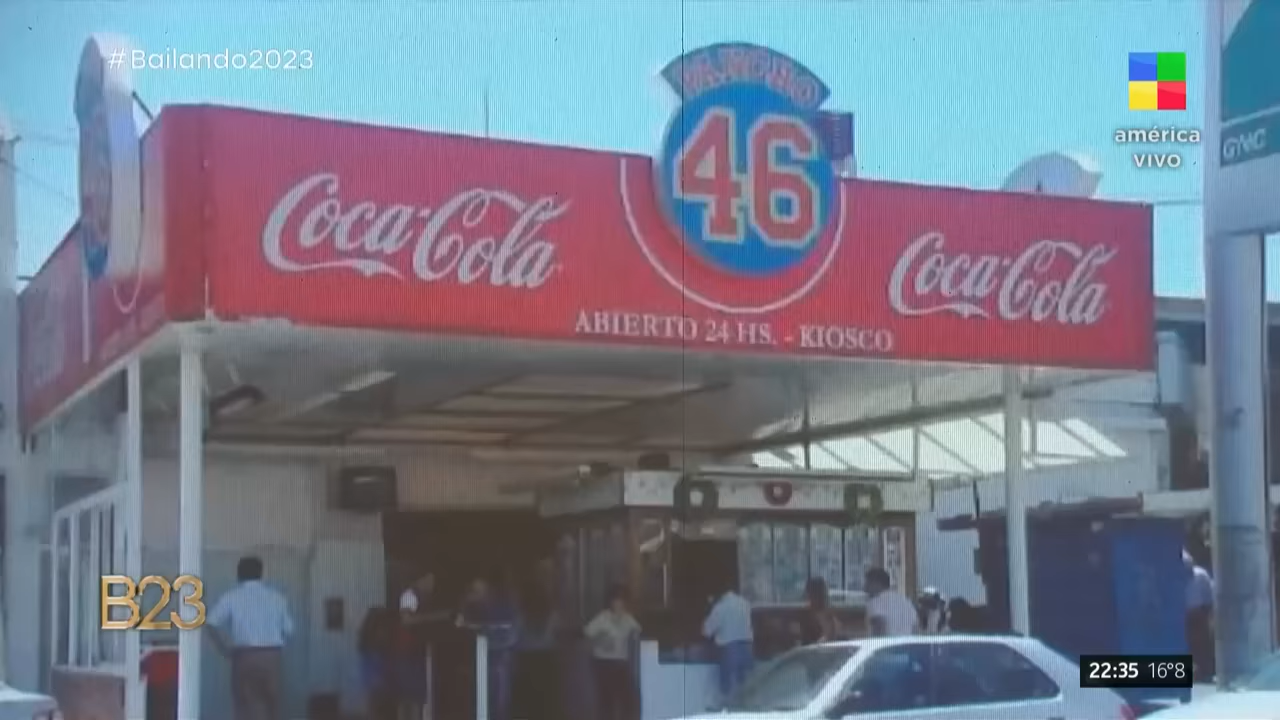 #Bailando2023
américa
VIVO
GNC
46
Coca-Cola
Coca-Cola
ABIERTO 24 HS. - KIOSCO
B23
22:35 16°8